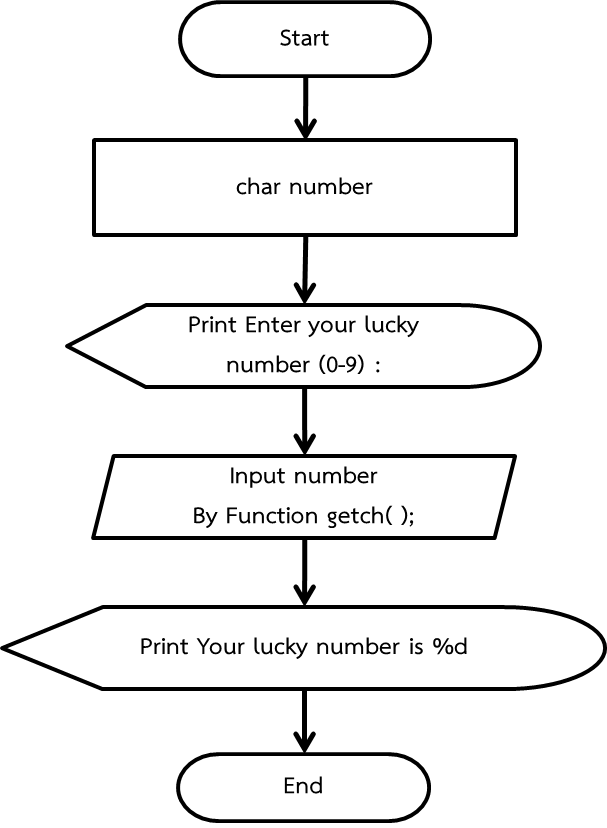 Start
char number
Print Enter your lucky
number (0-9) :
Input number
By Function getch( );
Print Your lucky number is %d
End